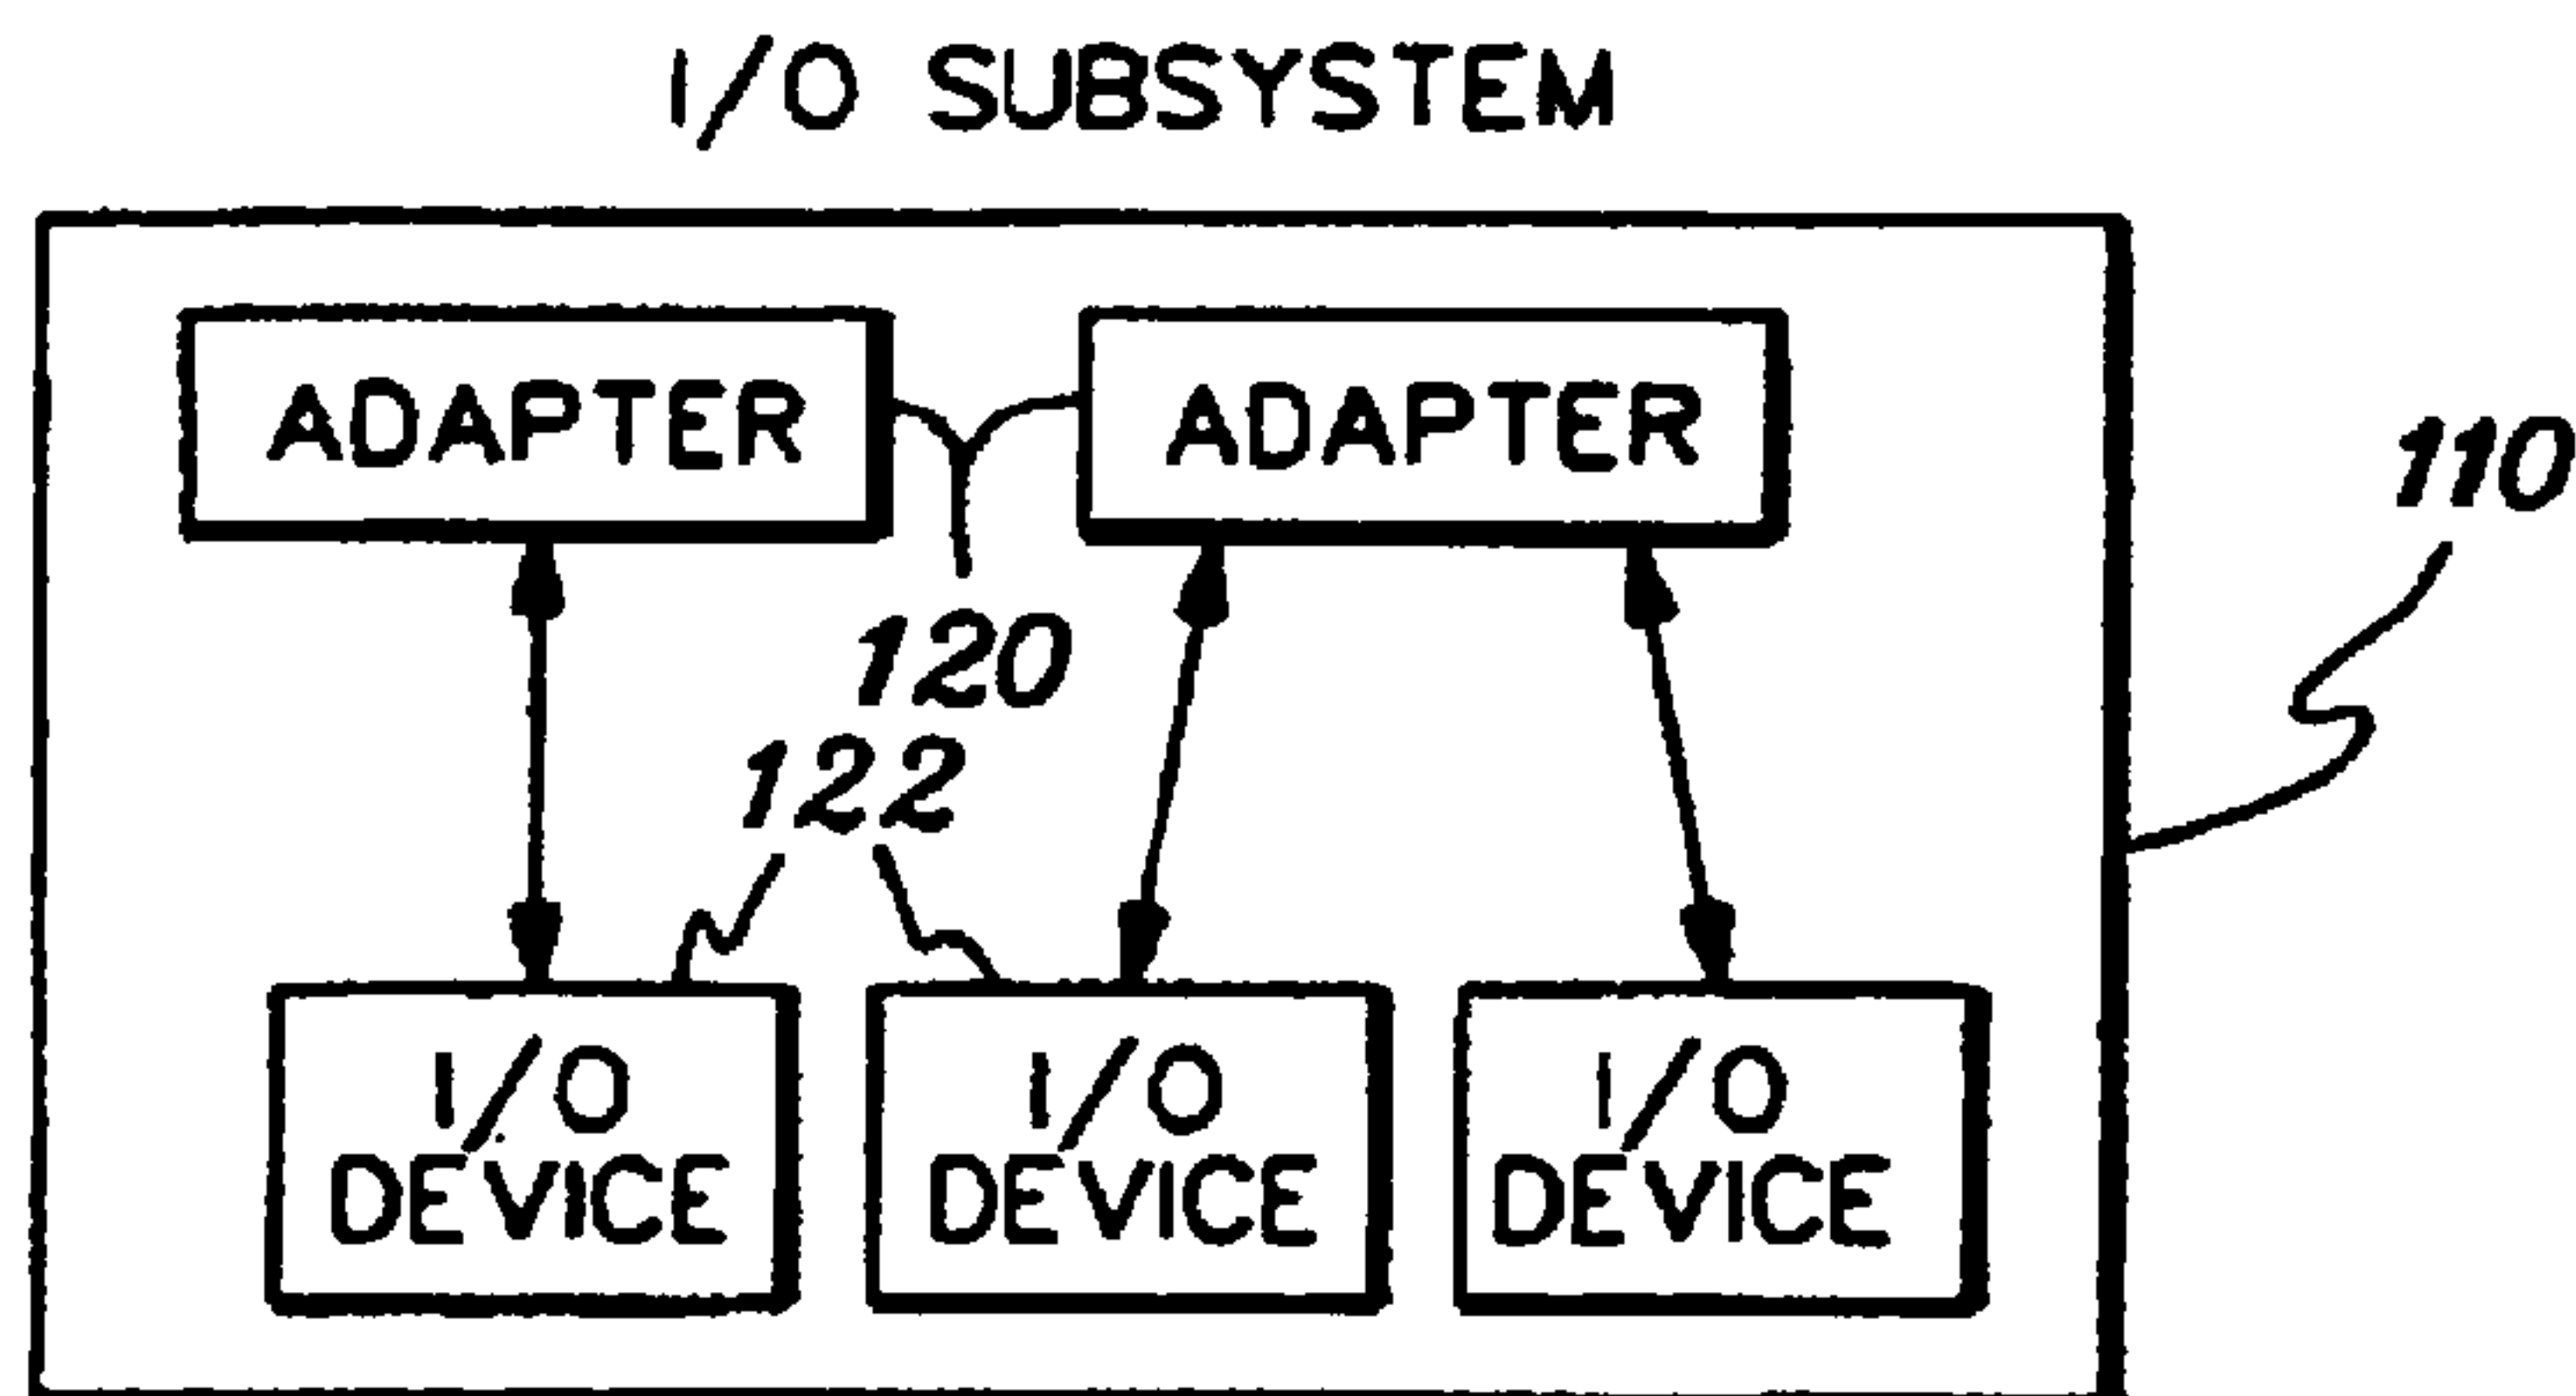 I/O SUBSYSTEM
ADAPTER
ADAPTER
110
120
122
I/O
DEVICE
I/O
DEVICE
I/O
DEVICE